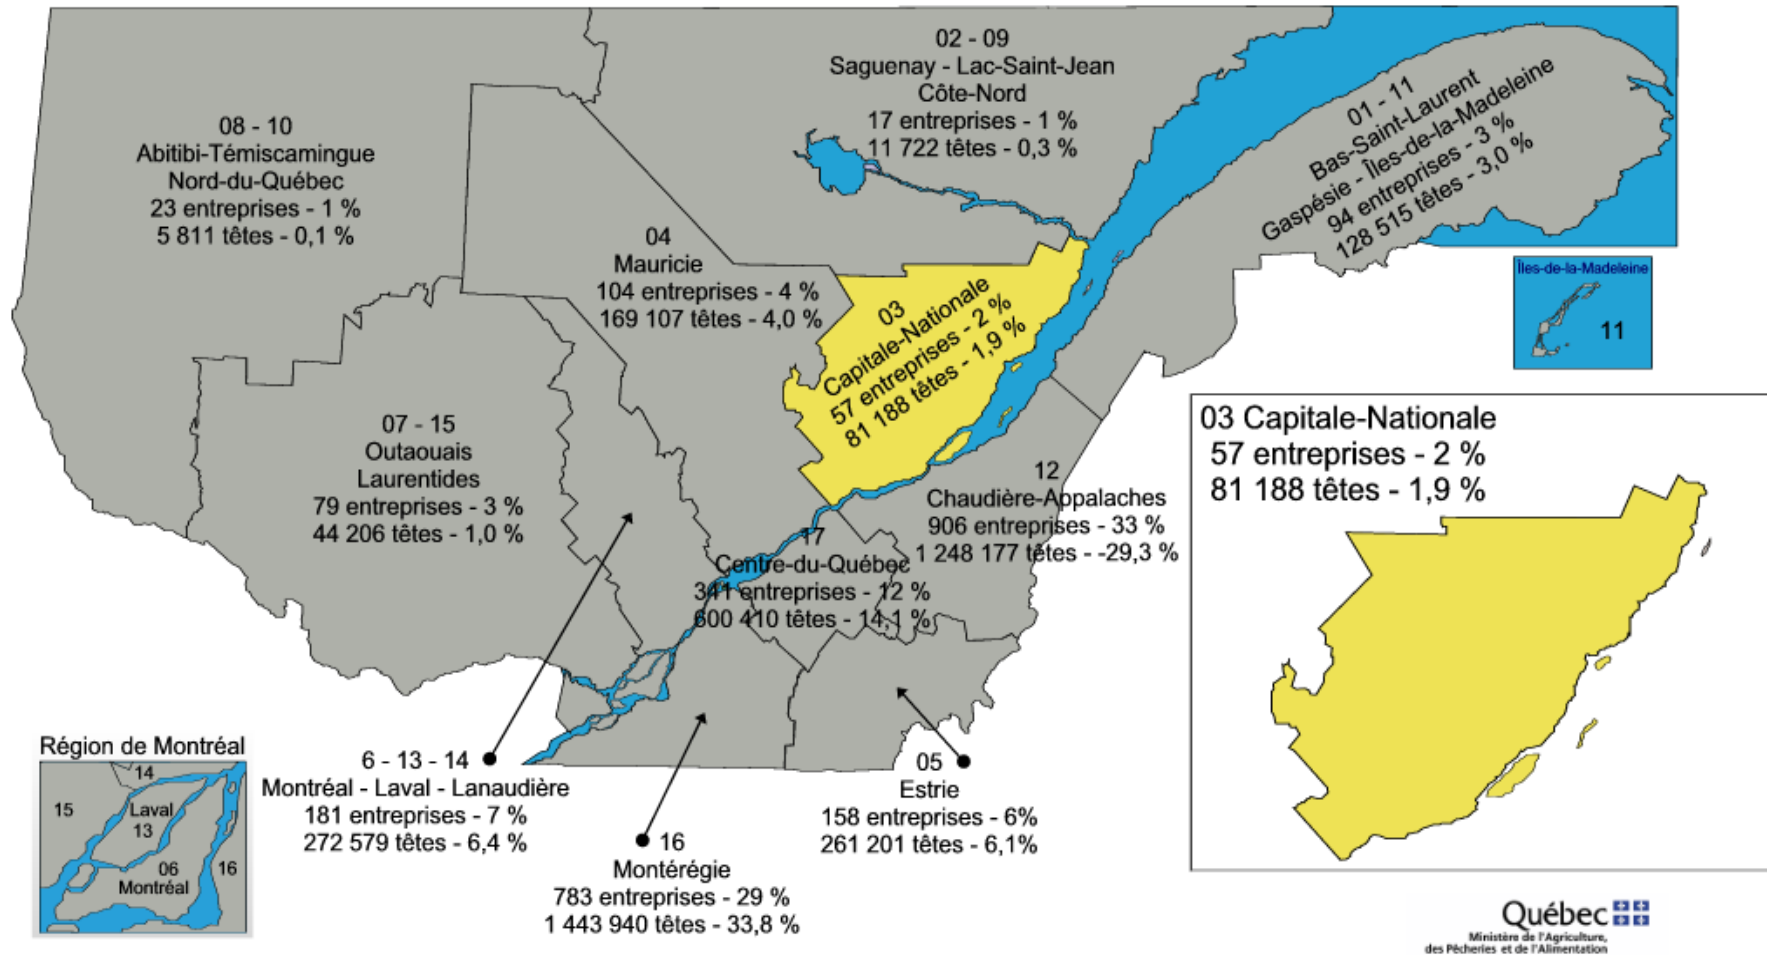 02 - 09
Saguenay - Lac-Saint-Jean
Côte-Nord
17 entreprises - 1 %
11 722 têtes - 0,3 %
01 - 11
Bas-Saint-Laurent
Gaspésie - Îles-de-la-Madeleine
94 entreprises - 3 %
128 515 têtes - 3,0 %
08 - 10
Abitibi-Témiscamingue
Nord-du-Québec
23 entreprises - 1 %
5 811 têtes - 0,1 %
04
Mauricie
104 entreprises - 4 %
169 107 têtes - 4,0 %
03
Capitale-Nationale
57 entreprises - 2 %
81 188 têtes - 1,9 %
Îles-de-la-Madeleine
11
07 - 15
Outaouais
Laurentides
79 entreprises - 3 %
44 206 têtes - 1,0 %
12
Chaudière-Appalaches
906 entreprises - 33 %
1 248 177 têtes - -29,3 %
17
Centre-du-Québec
341 entreprises - 12 %
600 410 têtes - 14,1 %
03 Capitale-Nationale
57 entreprises - 2 %
81 188 têtes - 1,9 %
Région de Montréal
14
15
Laval
13
06
Montréal
16
6 - 13 - 14
Montréal - Laval - Lanaudière
181 entreprises - 7 %
272 579 têtes - 6,4 %
16
Montérégie
783 entreprises - 29 %
1 443 940 têtes - 33,8 %
05
Estrie
158 entreprises - 6%
261 201 têtes - 6,1%
Québec
Ministère de l'Agriculture,
des Pêcheries et de l'Alimentation